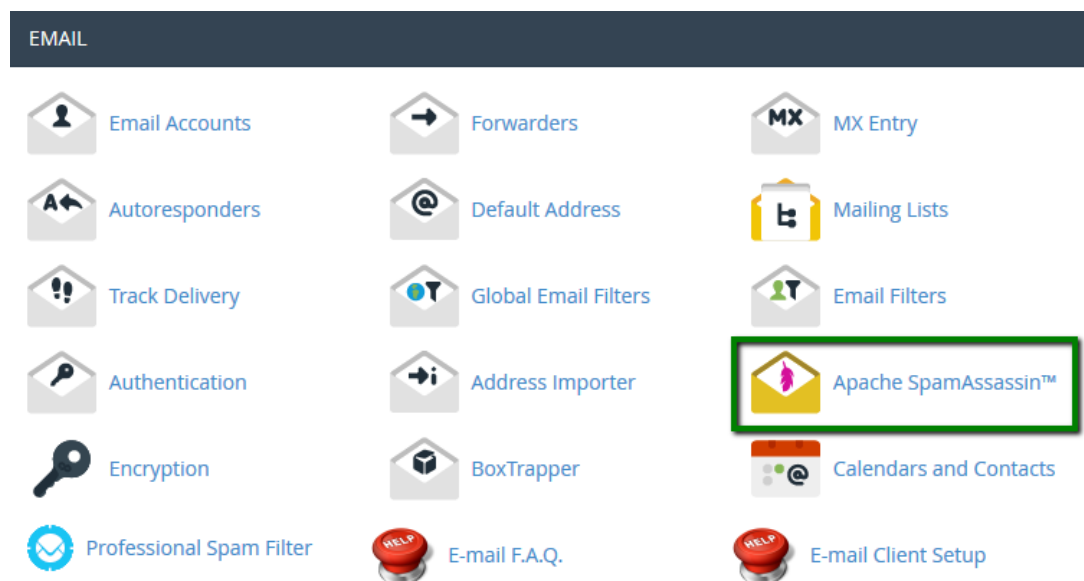 EMAIL
Email Accounts
Forwarders
MX
MX Entry
A
Autoresponders
@
Default Address
Mailing Lists
Track Delivery
Global Email Filters
Email Filters
Authentication
i
Address Importer
Apache SpamAssassin™
Encryption
BoxTrapper
@
Calendars and Contacts
Professional Spam Filter
HELP
E-mail F.A.Q.
HELP
E-mail Client Setup